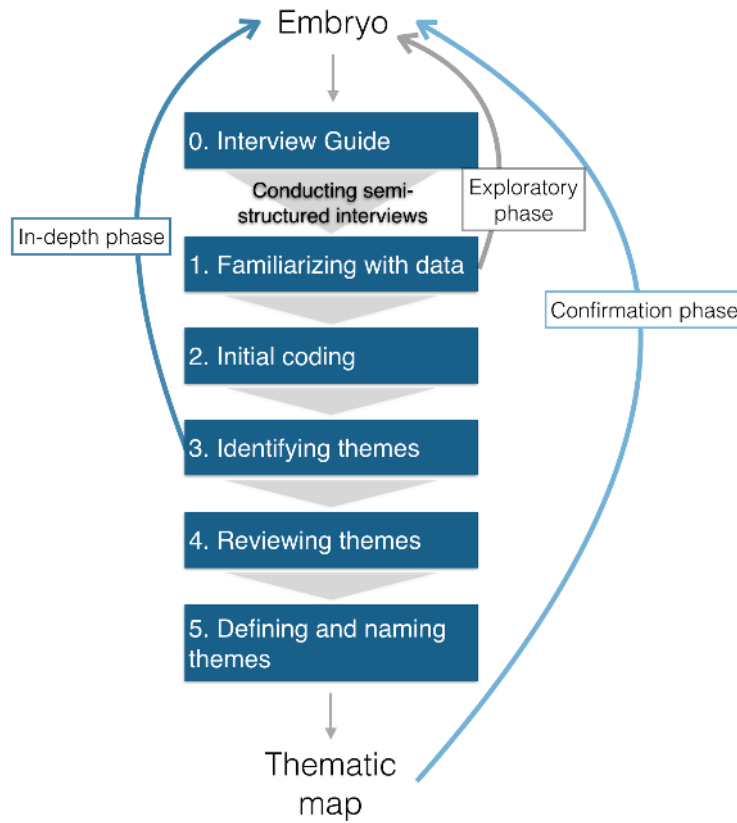 Embryo
0. Interview Guide
Conducting semi-
structured interviews
Exploratory
phase
In-depth phase
1. Familiarizing with data
Confirmation phase
2. Initial coding
3. Identifying themes
4. Reviewing themes
5. Defining and naming
themes
Thematic
map